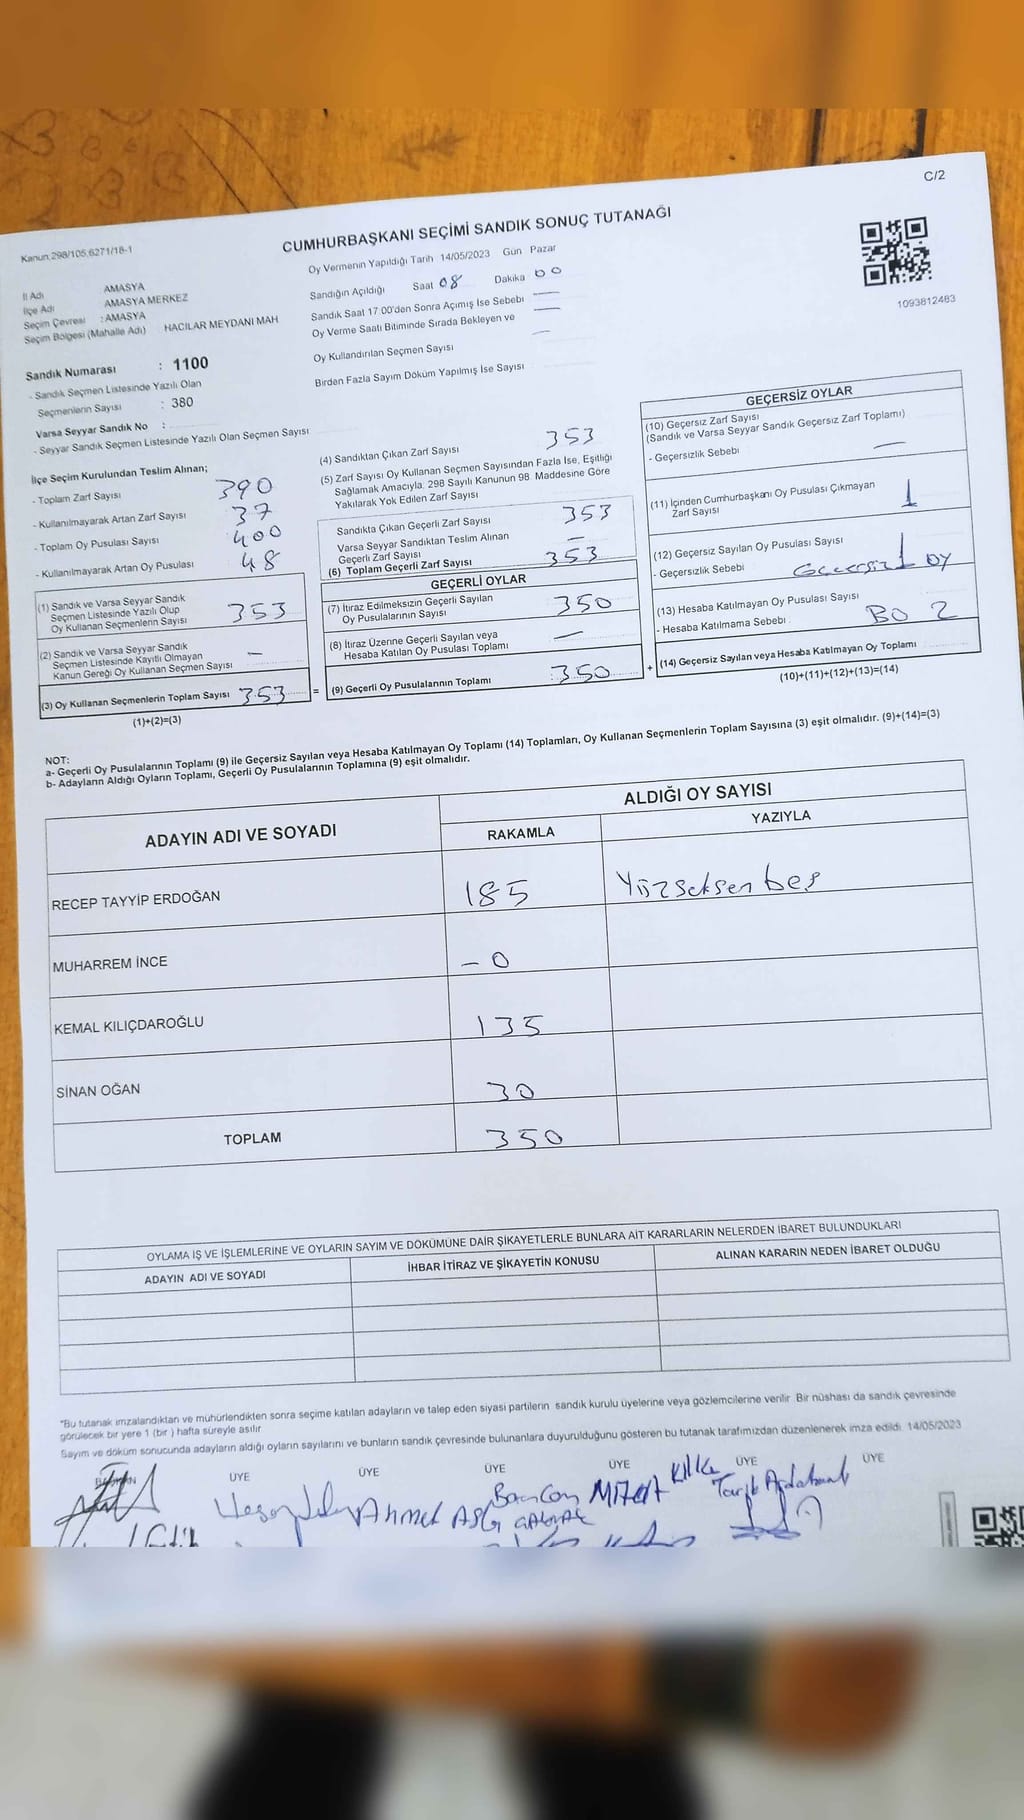 C/2
CUMHURBAŞKANI SEÇİMİ SANDIK SONUÇ TUTANAĞI
Kanun:298/105,6271/18-1
Oy Vermenin Yapıldığı Tarih 14/05/2023 Gün Pazar
1093812483
İl Adı AMASYA
İlçe Adı AMASYA MERKEZ
Seçim Çevresi : AMASYA
Seçim Bölgesi (Mahalle Adı) HACILAR MEYDANI MAH
Sandığın Açıldığı Saat 08 Dakika 00
Sandık Saat 17 00'den Sonra Açımış İse Sebebi
Oy Verme Saati Bitiminde Sırada Bekleyen ve
Oy Kullandırılan Seçmen Sayısı
Birden Fazla Sayım Döküm Yapılmış İse Sayısı
Sandık Numarası : 1100
- Sandık Seçmen Listesinde Yazılı Olan
Seçmenlerin Sayısı : 380
Varsa Seyyar Sandık No :
- Seyyar Sandık Seçmen Listesinde Yazılı Olan Seçmen Sayısı
İlçe Seçim Kurulundan Teslim Alınan;
- Toplam Zarf Sayısı 390
- Kullanılmayarak Artan Zarf Sayısı 37
- Toplam Oy Pusulası Sayısı 400
- Kullanılmayarak Artan Oy Pusulası 48
(1) Sandık ve Varsa Seyyar Sandık
Seçmen Listesinde Yazılı Olup
Oy Kullanan Seçmenlerin Sayısı 353
(2) Sandık ve Varsa Seyyar Sandık
Seçmen Listesinde Kayıtlı Olmayan
Kanun Gereği Oy Kullanan Seçmen Sayısı –
(3) Oy Kullanan Seçmenlerin Toplam Sayısı 353 =
(1)+(2)=(3)
(4) Sandıktan Çıkan Zarf Sayısı 353
(5) Zarf Sayısı Oy Kullanan Seçmen Sayısından Fazla İse, Eşitliği
Sağlamak Amacıyla, 298 Sayılı Kanunun 98. Maddesine Göre
Yakılarak Yok Edilen Zarf Sayısı
Sandıkta Çıkan Geçerli Zarf Sayısı 353
Varsa Seyyar Sandıktan Teslim Alınan
Geçerli Zarf Sayısı –
(6) Toplam Geçerli Zarf Sayısı 353
GEÇERLİ OYLAR
(7) İtiraz Edilmeksizin Geçerli Sayılan
Oy Pusulalarının Sayısı 350
(8) İtiraz Üzerine Geçerli Sayılan veya
Hesaba Katılan Oy Pusulası Toplamı –
(9) Geçerli Oy Pusulalarının Toplamı : 350 +
GEÇERSİZ OYLAR
(10) Geçersiz Zarf Sayısı
(Sandık ve Varsa Seyyar Sandık Geçersiz Zarf Toplamı)
- Geçersizlik Sebebi –
(11) İçinden Cumhurbaşkanı Oy Pusulası Çıkmayan
Zarf Sayısı 1
(12) Geçersiz Sayılan Oy Pusulası Sayısı
- Geçersizlik Sebebi Geçersiz 1 oy
(13) Hesaba Katılmayan Oy Pusulası Sayısı
- Hesaba Katılmama Sebebi
(14) Geçersiz Sayılan veya Hesaba Katılmayan Oy Toplamı
(10)+(11)+(12)+(13)=(14)
NOT:
a- Geçerli Oy Pusulalarının Toplamı (9) ile Geçersiz Sayılan veya Hesaba Katılmayan Oy Toplamı (14) Toplamları, Oy Kullanan Seçmenlerin Toplam Sayısına (3) eşit olmalıdır. (9)+(14)=(3)
b- Adayların Aldığı Oyların Toplamı, Geçerli Oy Pusulalarının Toplamına (9) eşit olmalıdır.
ADAYIN ADI VE SOYADI ALDIĞI OY SAYISI
RAKAMLA YAZIYLA
RECEP TAYYİP ERDOĞAN 185 Yüzseksen beş
MUHARREM İNCE – 0
KEMAL KILIÇDAROĞLU 135
SİNAN OĞAN 30
TOPLAM 350
OYLAMA İŞ VE İŞLEMLERİNE VE OYLARIN SAYIM VE DÖKÜMÜNE DAİR ŞİKAYETLERLE BUNLARA AİT KARARLARIN NELERDEN İBARET BULUNDUKLARI
ADAYIN ADI VE SOYADI İHBAR İTİRAZ VE ŞİKAYETİN KONUSU ALINAN KARARIN NEDEN İBARET OLDUĞU
*Bu tutanak imzalandıktan ve mühürlendikten sonra seçime katılan adayların ve talep eden siyasi partilerin sandık kurulu üyelerine veya gözlemcilerine verilir. Bir nüshası da sandık çevresinde
görülecek bir yere 1 (bir ) hafta süreyle asılır.
Sayım ve döküm sonucunda adayların aldığı oyların sayılarını ve bunların sandık çevresinde bulunanlara duyurulduğunu gösteren bu tutanak tarafımızdan düzenlenerek imza edildi. 14/05/2023
BAŞKAN ÜYE ÜYE ÜYE ÜYE ÜYE ÜYE
Ahmet